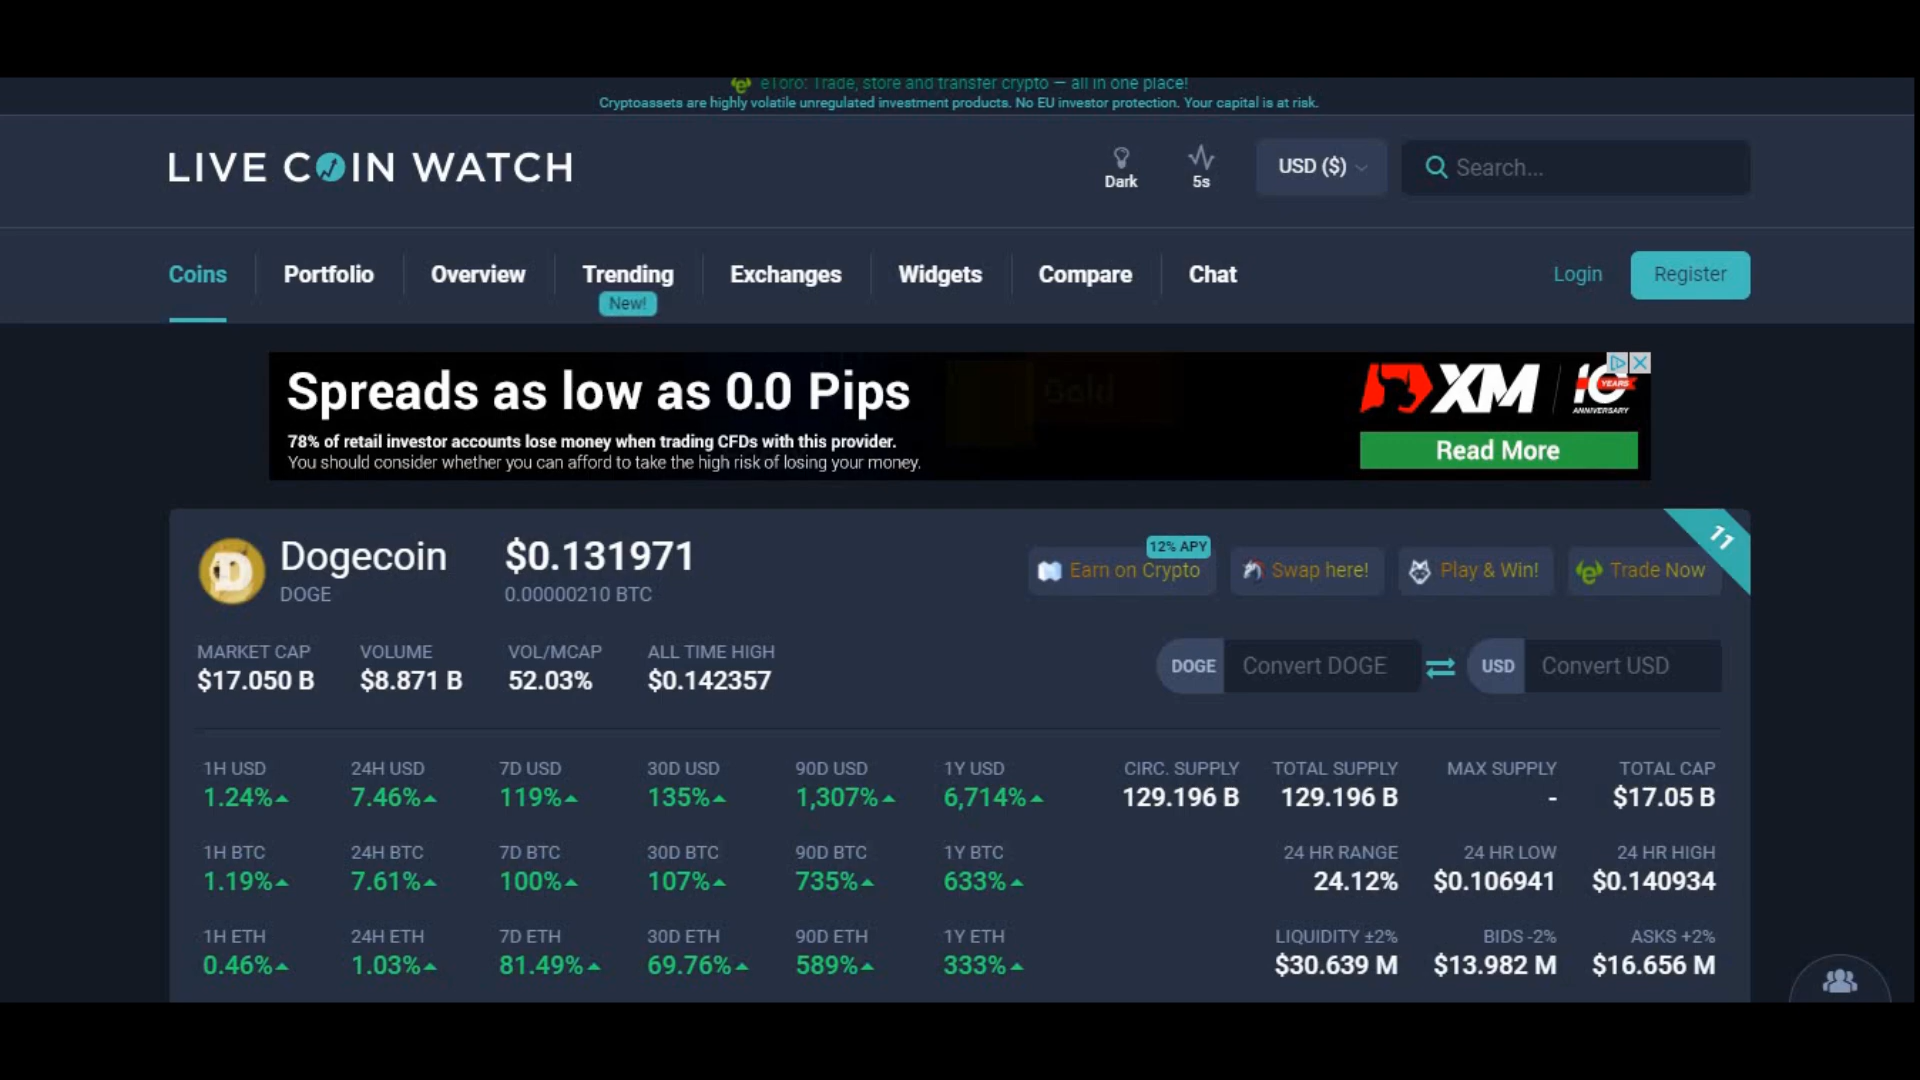 eToro: Trade, store and transfer crypto — all in one place!
Cryptoassets are highly volatile unregulated investment products. No EU investor protection. Your capital is at risk.
LIVE COIN WATCH
Dark
5s
USD ($)
Search...
Coins
Portfolio
Overview
Trending
New!
Exchanges
Widgets
Compare
Chat
Login
Register
Spreads as low as 0.0 Pips
Gold
78% of retail investor accounts lose money when trading CFDs with this provider.
You should consider whether you can afford to take the high risk of losing your money.
XM
10
YEARS
ANNIVERSARY
Read More
Dogecoin
DOGE
$0.131971
0.00000210 BTC
12% APY
Earn on Crypto
Swap here!
Play & Win!
Trade Now
11
MARKET CAP VOLUME VOL/MCAP ALL TIME HIGH
$17.050 B $8.871 B 52.03% $0.142357
DOGE Convert DOGE USD Convert USD
1H USD 24H USD 7D USD 30D USD 90D USD 1Y USD CIRC. SUPPLY TOTAL SUPPLY MAX SUPPLY TOTAL CAP
1.24% 7.46% 119% 135% 1,307% 6,714% 129.196 B 129.196 B - $17.05 B
1H BTC 24H BTC 7D BTC 30D BTC 90D BTC 1Y BTC 24 HR RANGE 24 HR LOW 24 HR HIGH
1.19% 7.61% 100% 107% 735% 633% 24.12% $0.106941 $0.140934
1H ETH 24H ETH 7D ETH 30D ETH 90D ETH 1Y ETH LIQUIDITY ±2% BIDS -2% ASKS +2%
0.46% 1.03% 81.49% 69.76% 589% 333% $30.639 M $13.982 M $16.656 M